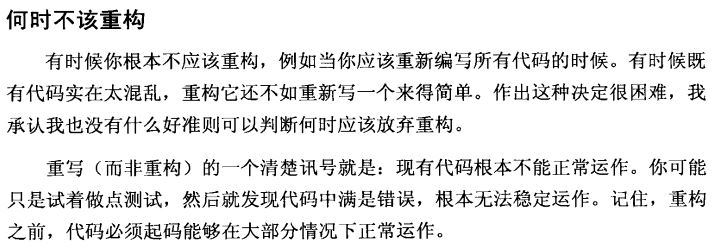 何时不该重构
有时候你根本不应该重构，例如当你应该重新编写所有代码的时候。有时候既
有代码实在太混乱，重构它还不如重新写一个来得简单。作出这种决定很困难，我
承认我也没有什么好准则可以判断何时应该放弃重构。
重写（而非重构）的一个清楚讯号就是：现有代码根本不能正常运作。你可能
只是试着做点测试，然后就发现代码中满是错误，根本无法稳定运作。记住，重构
之前，代码必须起码能够在大部分情况下正常运作。